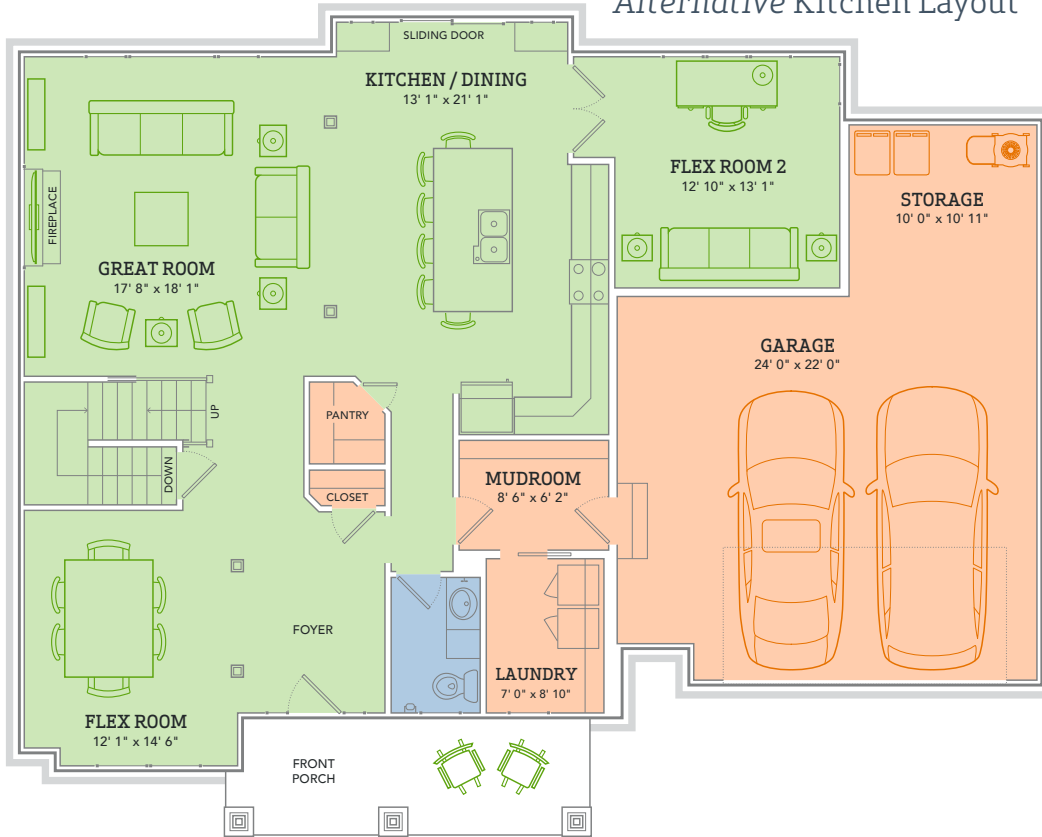 Alternative Kitchen Layout
SLIDING DOOR
KITCHEN / DINING
13' 1" x 21' 1"
FLEX ROOM 2
12' 10" x 13' 1"
STORAGE
10' 0" x 10' 11"
FIREPLACE
GREAT ROOM
17' 8" x 18' 1"
GARAGE
24' 0" x 22' 0"
UP
PANTRY
DOWN
CLOSET
MUDROOM
8' 6" x 6' 2"
FOYER
LAUNDRY
7' 0" x 8' 10"
FLEX ROOM
12' 1" x 14' 6"
FRONT
PORCH